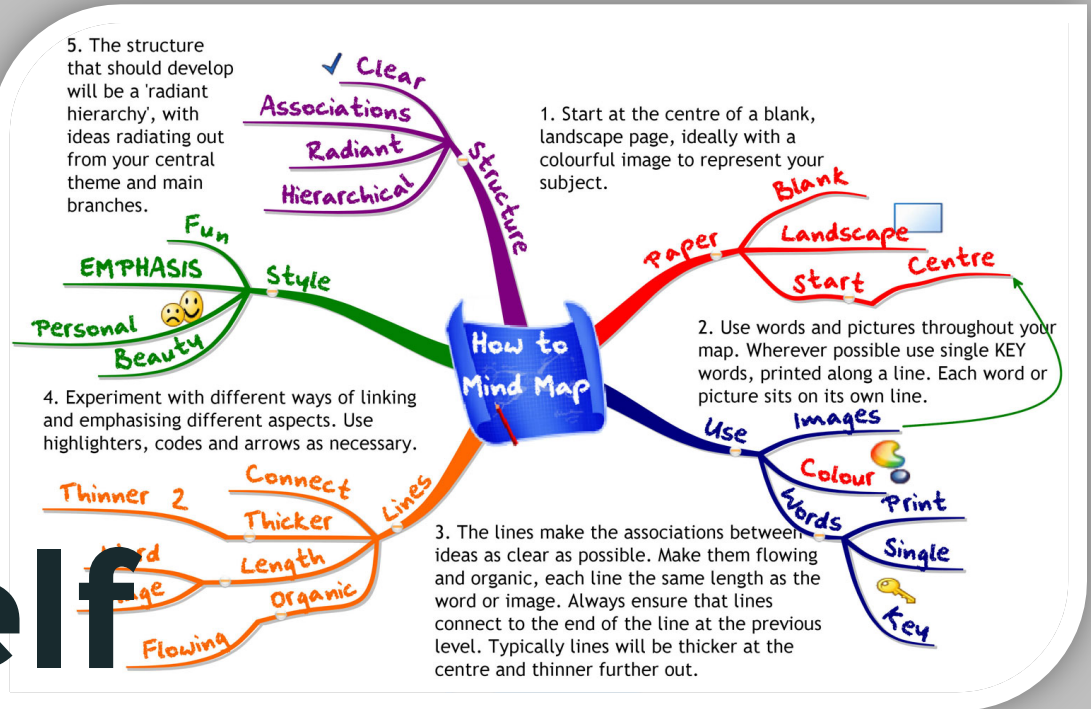 5. The structure
that should develop
will be a 'radiant
hierarchy', with
ideas radiating out
from your central
theme and main
branches.
Clear
Associations
Radiant
Hierarchical
Structure
1. Start at the centre of a blank,
landscape page, ideally with a
colourful image to represent your
subject.
Blank
Landscape
Paper
Start
Centre
Fun
EMPHASIS
Style
Personal
Beauty
How to
Mind Map
2. Use words and pictures throughout your
map. Wherever possible use single KEY
words, printed along a line. Each word or
picture sits on its own line.
4. Experiment with different ways of linking
and emphasising different aspects. Use
highlighters, codes and arrows as necessary.
Use
Images
Colour
Words
Print
Single
Key
Lines
Connect
Thinner 2
Thicker
Length
Organic
Flowing
3. The lines make the associations between
ideas as clear as possible. Make them flowing
and organic, each line the same length as the
word or image. Always ensure that lines
connect to the end of the line at the previous
level. Typically lines will be thicker at the
centre and thinner further out.
elf